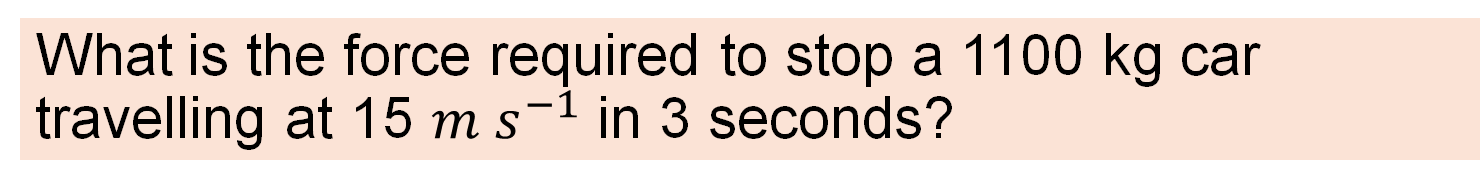 What is the force required to stop a 1100 kg car
travelling at 15 m s⁻¹ in 3 seconds?